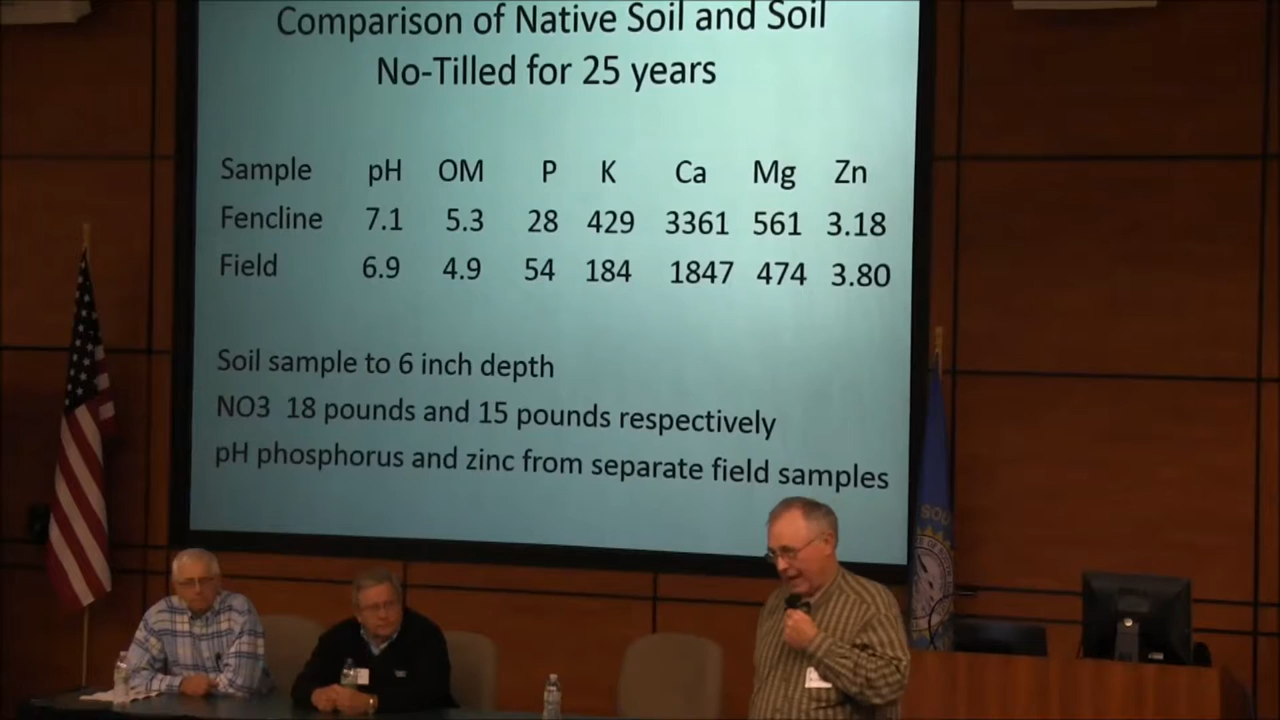 Comparison of Native Soil and Soil
No-Tilled for 25 years
Sample pH OM P K Ca Mg Zn
Fencline 7.1 5.3 28 429 3361 561 3.18
Field 6.9 4.9 54 184 1847 474 3.80
Soil sample to 6 inch depth
NO3 18 pounds and 15 pounds respectively
pH phosphorus and zinc from separate field samples
SOU